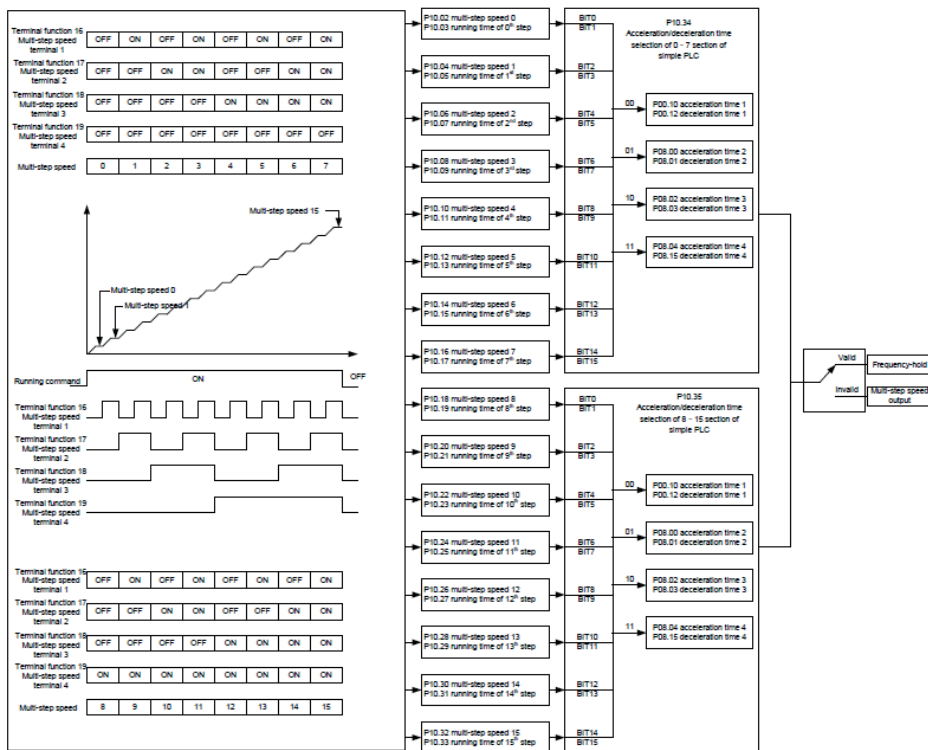 Terminal function 16
Multi-step speed
terminal 1
OFF ON OFF ON OFF ON OFF ON
Terminal function 17
Multi-step speed
terminal 2
OFF OFF ON ON OFF OFF ON ON
Terminal function 18
Multi-step speed
terminal 3
OFF OFF OFF OFF ON ON ON ON
Terminal function 19
Multi-step speed
terminal 4
OFF OFF OFF OFF OFF OFF OFF OFF
Multi-step speed 0 1 2 3 4 5 6 7
Multi-step speed 15
Multi-step speed 0
Multi-step speed 1
Running command ON OFF
Terminal function 16
Multi-step speed
terminal 1
Terminal function 17
Multi-step speed
terminal 2
Terminal function 18
Multi-step speed
terminal 3
Terminal function 19
Multi-step speed
terminal 4
Terminal function 16
Multi-step speed
terminal 1
OFF ON OFF ON OFF ON OFF ON
Terminal function 17
Multi-step speed
terminal 2
OFF OFF ON ON OFF OFF ON ON
Terminal function 18
Multi-step speed
terminal 3
OFF OFF OFF OFF ON ON ON ON
Terminal function 19
Multi-step speed
terminal 4
ON ON ON ON ON ON ON ON
Multi-step speed 8 9 10 11 12 13 14 15
P10.02 multi-step speed 0
P10.03 running time of 0th step
BIT0
BIT1
P10.04 multi-step speed 1
P10.05 running time of 1st step
BIT2
BIT3
P10.06 multi-step speed 2
P10.07 running time of 2nd step
BIT4
BIT5
P10.08 multi-step speed 3
P10.09 running time of 3rd step
BIT6
BIT7
P10.10 multi-step speed 4
P10.11 running time of 4th step
BIT8
BIT9
P10.12 multi-step speed 5
P10.13 running time of 5th step
BIT10
BIT11
P10.14 multi-step speed 6
P10.15 running time of 6th step
BIT12
BIT13
P10.16 multi-step speed 7
P10.17 running time of 7th step
BIT14
BIT15
P10.18 multi-step speed 8
P10.19 running time of 8th step
BIT0
BIT1
P10.20 multi-step speed 9
P10.21 running time of 9th step
BIT2
BIT3
P10.22 multi-step speed 10
P10.23 running time of 10th step
BIT4
BIT5
P10.24 multi-step speed 11
P10.25 running time of 11th step
BIT6
BIT7
P10.26 multi-step speed 12
P10.27 running time of 12th step
BIT8
BIT9
P10.28 multi-step speed 13
P10.29 running time of 13th step
BIT10
BIT11
P10.30 multi-step speed 14
P10.31 running time of 14th step
BIT12
BIT13
P10.32 multi-step speed 15
P10.33 running time of 15th step
BIT14
BIT15
P10.34
Acceleration/deceleration time
selection of 0 - 7 section of
simple PLC
00
P00.10 acceleration time 1
P00.12 deceleration time 1
01
P08.00 acceleration time 2
P08.01 deceleration time 2
10
P08.02 acceleration time 3
P08.03 deceleration time 3
11
P08.04 acceleration time 4
P08.15 deceleration time 4
P10.35
Acceleration/deceleration time
selection of 8 - 15 section of
simple PLC
00
P00.10 acceleration time 1
P00.12 deceleration time 1
01
P08.00 acceleration time 2
P08.01 deceleration time 2
10
P08.02 acceleration time 3
P08.03 deceleration time 3
11
P08.04 acceleration time 4
P08.15 deceleration time 4
Valid
Frequency-hold
Invalid
Multi-step speed
output